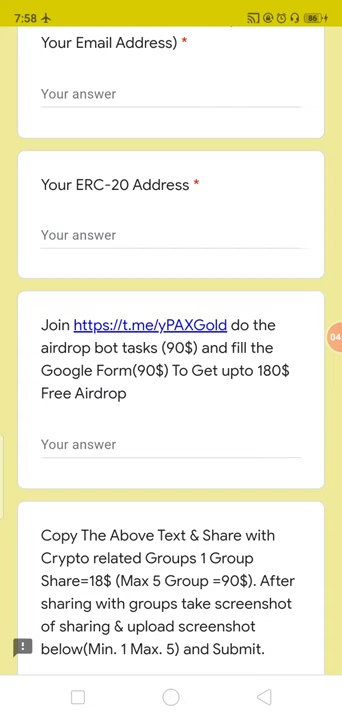 7:58
86
Your Email Address) *
Your answer
Your ERC-20 Address *
Your answer
Join https://t.me/yPAXGold do the
airdrop bot tasks (90$) and fill the
Google Form(90$) To Get upto 180$
Free Airdrop
04
Your answer
Copy The Above Text & Share with
Crypto related Groups 1 Group
Share=18$ (Max 5 Group =90$). After
sharing with groups take screenshot
of sharing & upload screenshot
below(Min. 1 Max. 5) and Submit.